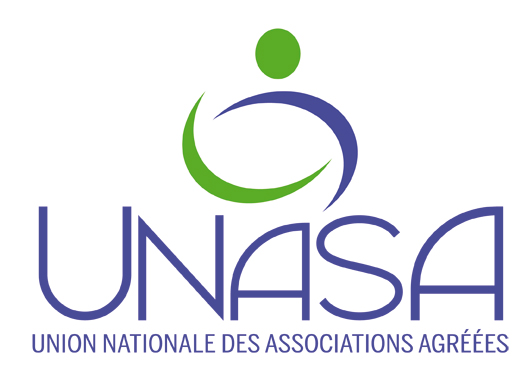 UNASA
UNION NATIONALE DES ASSOCIATIONS AGRÉÉES